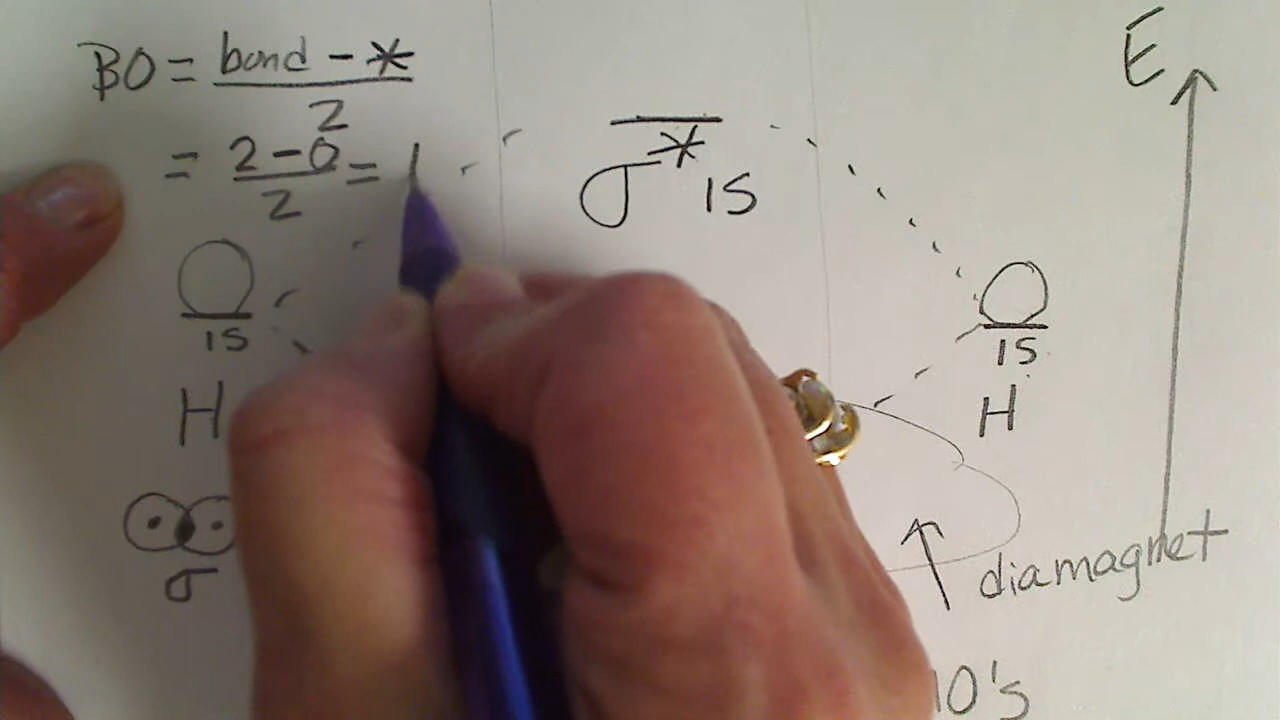 BO = bond - *
2
= 2 - 0 = 1
2
E
σ* 1S
1S
1S
H
H
σ
diamagnet